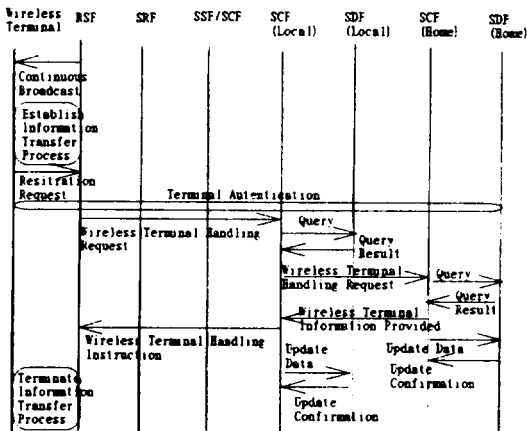 Wireless
Terminal
RSF
SRF
SSF/SCF
SCF
(Local)
SDF
(Local)
SCF
(Home)
SDF
(Home)
Continuous
Broadcast
Establish
Information
Transfer
Process
Resitration
Request
Terminal Autentication
Wireless Terminal Handling
Request
Query
Query
Result
Wireless Terminal
Handling Request
Query
Query
Result
Wireless Terminal
Information Provided
Wireless Terminal Handling
Instruction
Update
Data
Update Data
Update
Confirmation
Terminate
Information
Transfer
Process
Update
Confirmation